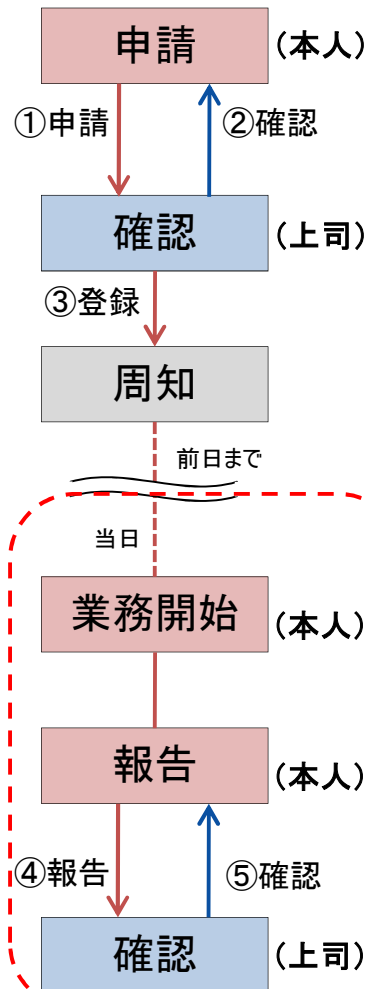 申請 (本人)
①申請 ②確認
確認 (上司)
③登録
周知
前日まで
当日
業務開始 (本人)
報告 (本人)
④報告 ⑤確認
確認 (上司)